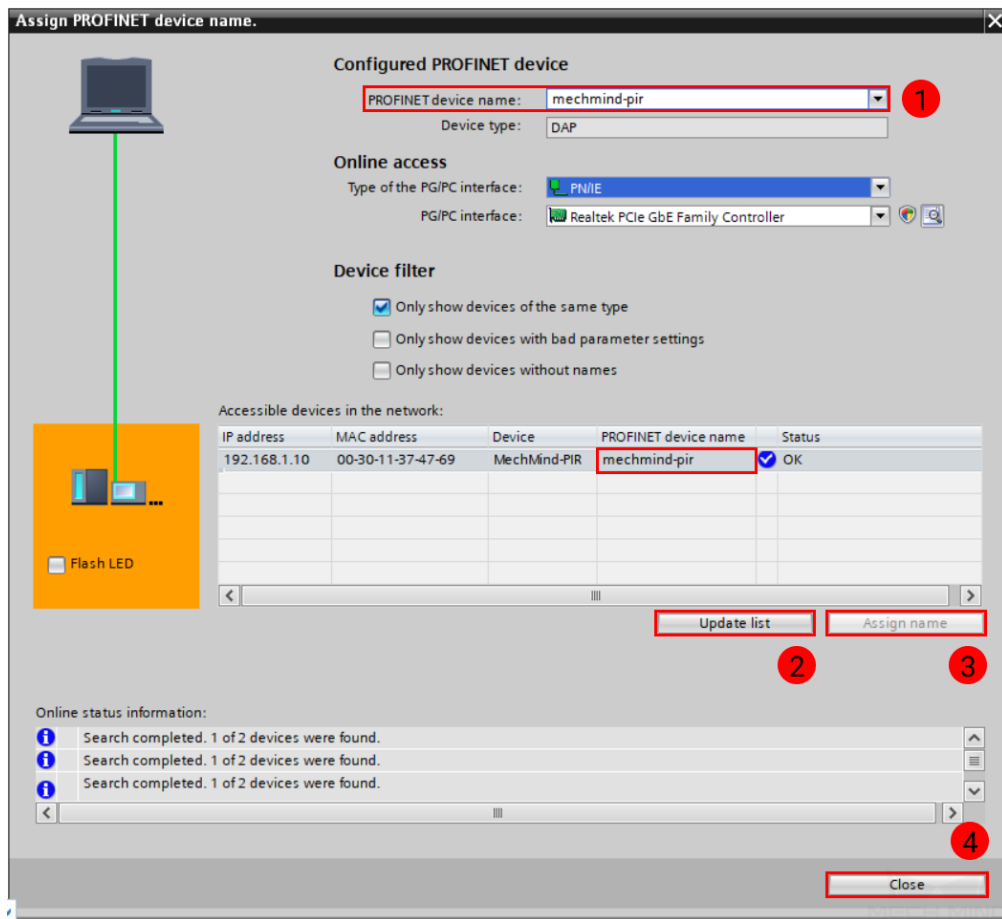 Assign PROFINET device name.
Configured PROFINET device
PROFINET device name: mechmind-pir
1
Device type: DAP
Online access
Type of the PG/PC interface: PN/IE
PG/PC interface: Realtek PCIe GbE Family Controller
Device filter
Only show devices of the same type
Only show devices with bad parameter settings
Only show devices without names
Accessible devices in the network:
IP address MAC address Device PROFINET device name Status
192.168.1.10 00-30-11-37-47-69 MechMind-PIR mechmind-pir OK
Flash LED
Update list Assign name
2 3
Online status information:
Search completed. 1 of 2 devices were found.
Search completed. 1 of 2 devices were found.
Search completed. 1 of 2 devices were found.
4
Close